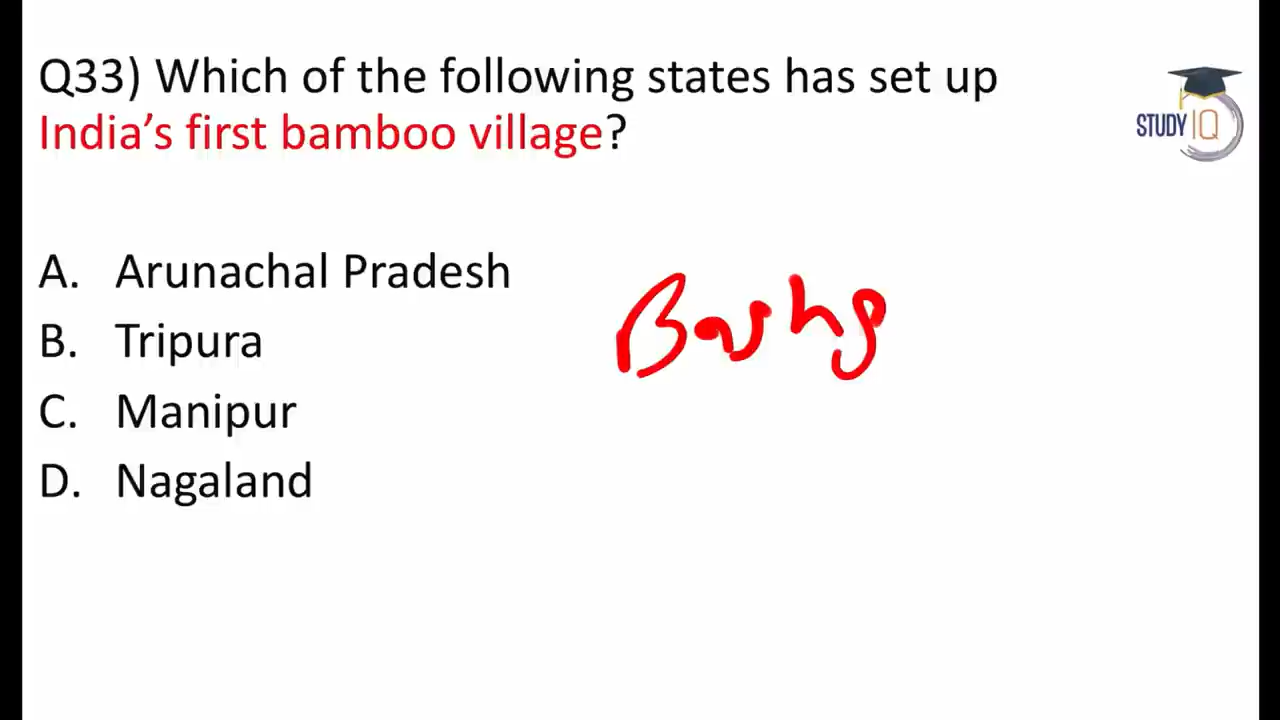 Q33) Which of the following states has set up
India's first bamboo village?
STUDY IQ
A. Arunachal Pradesh
B. Tripura
C. Manipur
D. Nagaland
Bashg